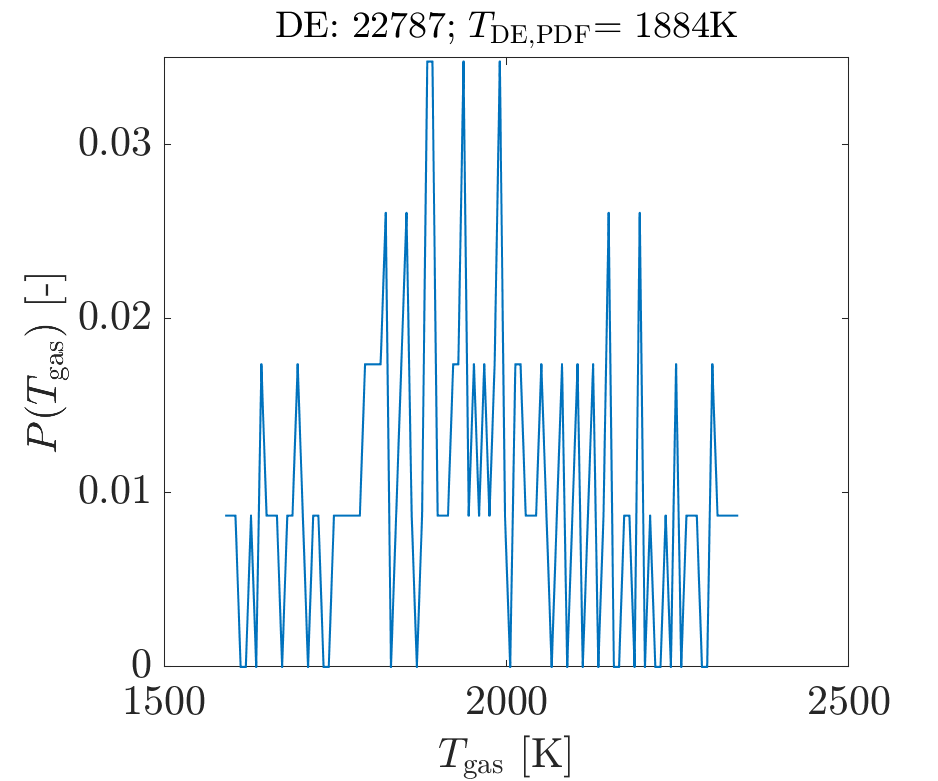 DE: 22787; T_DE,PDF= 1884K
0.03
0.02
0.01
0
P(T_gas) [-]
1500 2000 2500
T_gas [K]